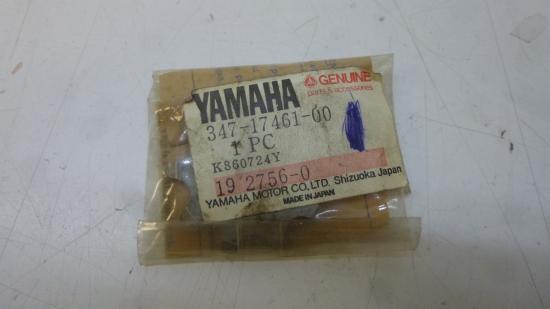 YAMAHA
GENUINE
parts & accessories
347-17461-00
1 PC
K860724Y
19 2756-0
YAMAHA MOTOR CO., LTD. Shizuoka Japan
MADE IN JAPAN